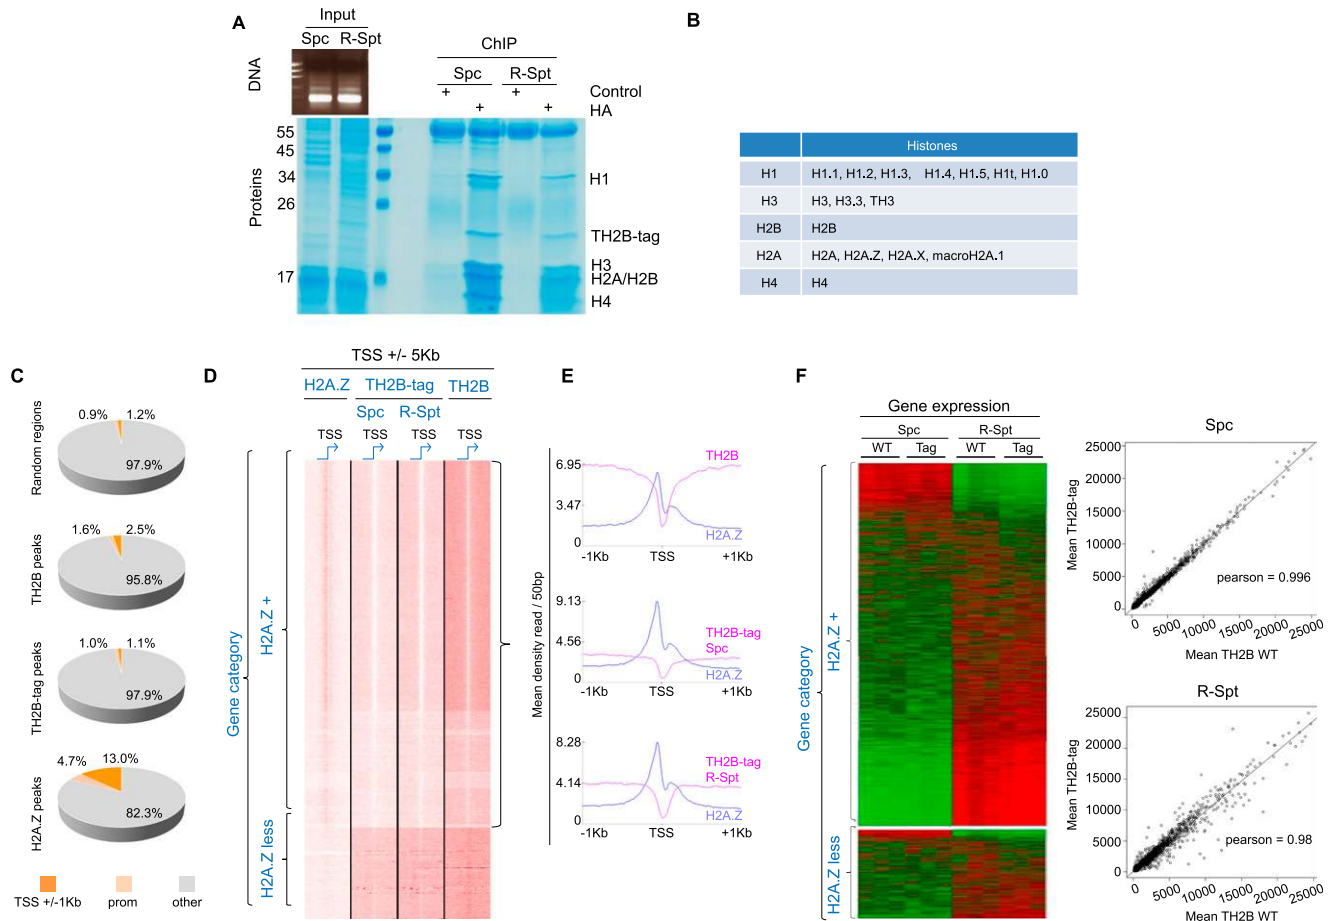 A
Input
Spc R-Spt
DNA
ChIP
Spc R-Spt
+ + Control
+ + HA
Proteins
55
45
34
26
17
H1
TH2B-tag
H3
H2A/H2B
H4
B
Histones
H1 H1.1, H1.2, H1.3, H1.4, H1.5, H1t, H1.0
H3 H3, H3.3, TH3
H2B H2B
H2A H2A, H2A.Z, H2A.X, macroH2A.1
H4 H4
C
Random regions
0.9% 1.2%
97.9%
TH2B peaks
1.6% 2.5%
95.8%
TH2B-tag peaks
1.0% 1.1%
97.9%
H2A.Z peaks
4.7% 13.0%
82.3%
TSS +/-1Kb prom other
D
TSS +/- 5Kb
H2A.Z TH2B-tag TH2B
Spc R-Spt
TSS TSS TSS TSS
Gene category
H2A.Z +
H2A.Z less
E
Mean density read / 50bp
6.95
3.47
0
TH2B
H2A.Z
-1Kb TSS +1Kb
9.13
4.56
0
TH2B-tag
Spc
H2A.Z
-1Kb TSS +1Kb
8.28
4.14
0
TH2B-tag
R-Spt
H2A.Z
-1Kb TSS +1Kb
F
Gene expression
Spc R-Spt
WT Tag WT Tag
Gene category
H2A.Z +
H2A.Z less
Spc
Mean TH2B-tag
25000
20000
15000
10000
5000
0
pearson = 0.996
0 5000 10000 15000 20000 25000
Mean TH2B WT
R-Spt
Mean TH2B-tag
25000
20000
15000
10000
5000
0
pearson = 0.98
0 5000 10000 15000 20000 25000
Mean TH2B WT